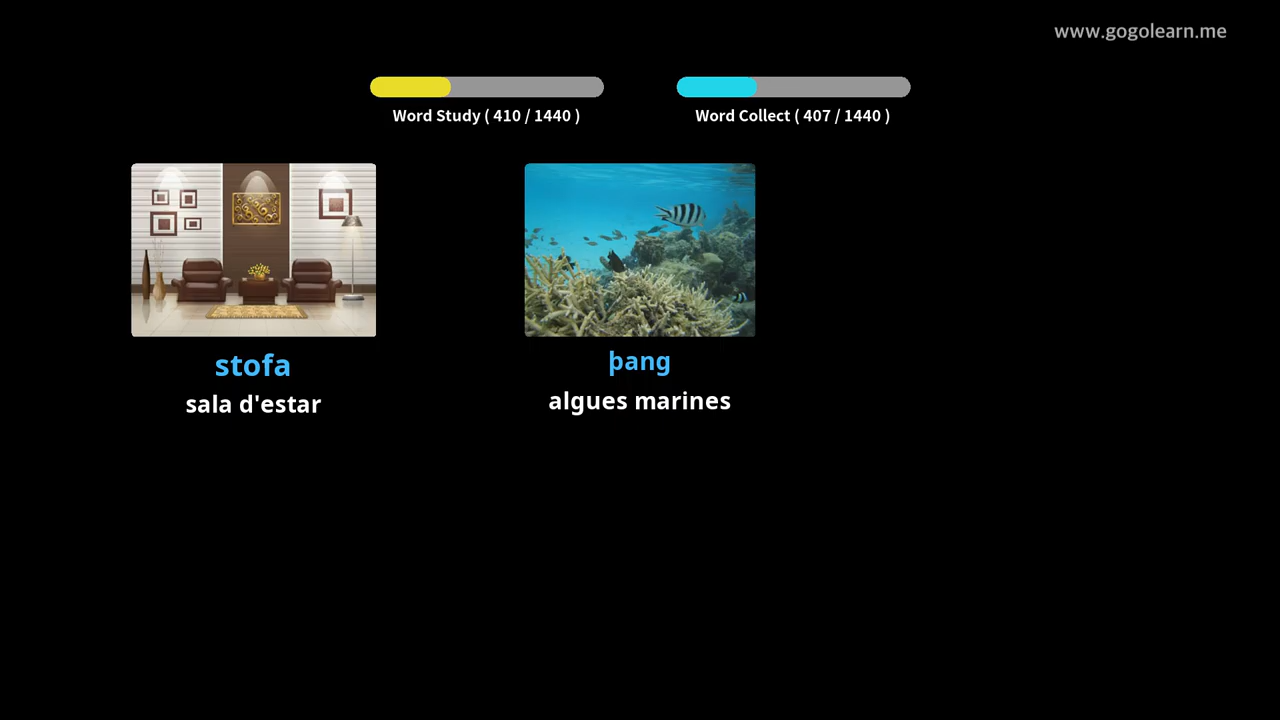 www.gogolearn.me
Word Study ( 410 / 1440 )
Word Collect ( 407 / 1440 )
stofa
sala d'estar
þang
algues marines